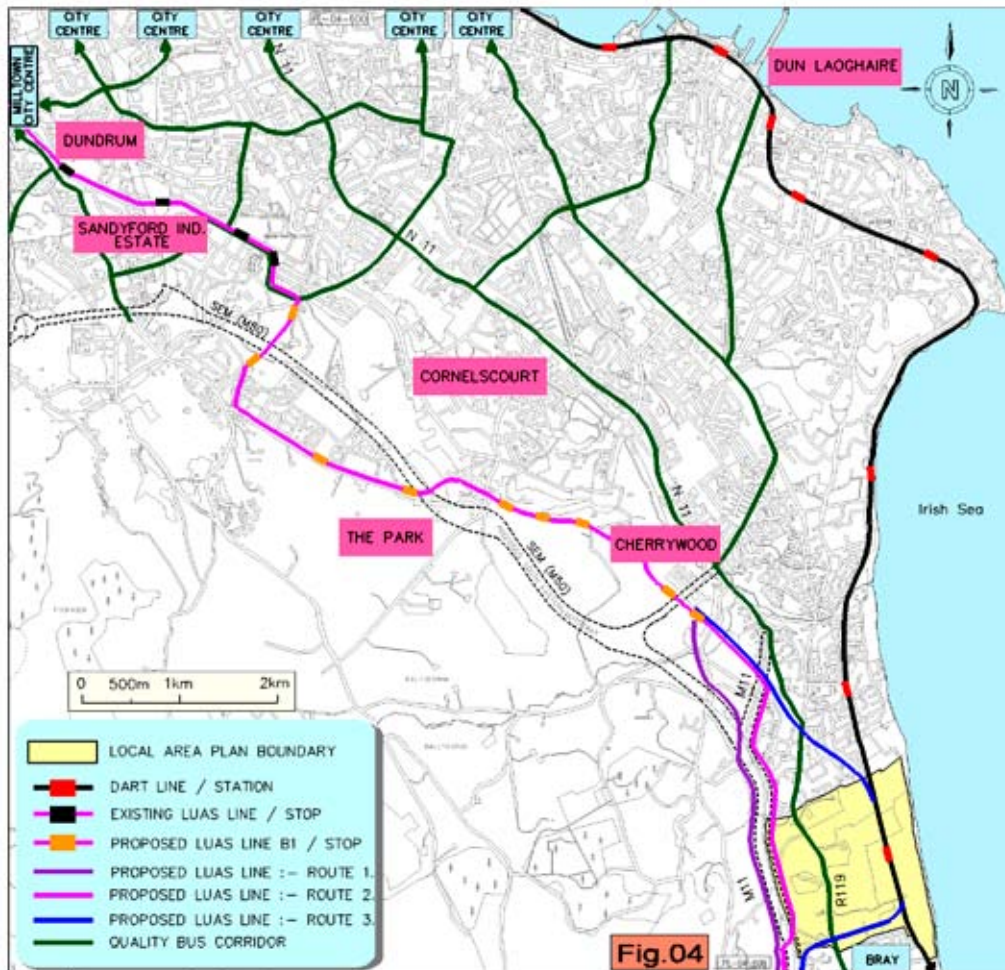 CITY
CENTRE
CITY
CENTRE
CITY
CENTRE
CITY
CENTRE
CITY
CENTRE
MILLTOWN
CITY CENTRE
N 11
DUN LAOGHAIRE
N
DUNDRUM
SANDYFORD IND.
ESTATE
N 11
SEM (M50)
CORNELSCOURT
N 11
Irish Sea
THE PARK
CHERRYWOOD
SEM (M50)
0 500m 1km 2km
M11
LOCAL AREA PLAN BOUNDARY
DART LINE / STATION
EXISTING LUAS LINE / STOP
PROPOSED LUAS LINE B1 / STOP
PROPOSED LUAS LINE :- ROUTE 1.
PROPOSED LUAS LINE :- ROUTE 2.
PROPOSED LUAS LINE :- ROUTE 3.
QUALITY BUS CORRIDOR
M11
R119
Fig.04
BRAY